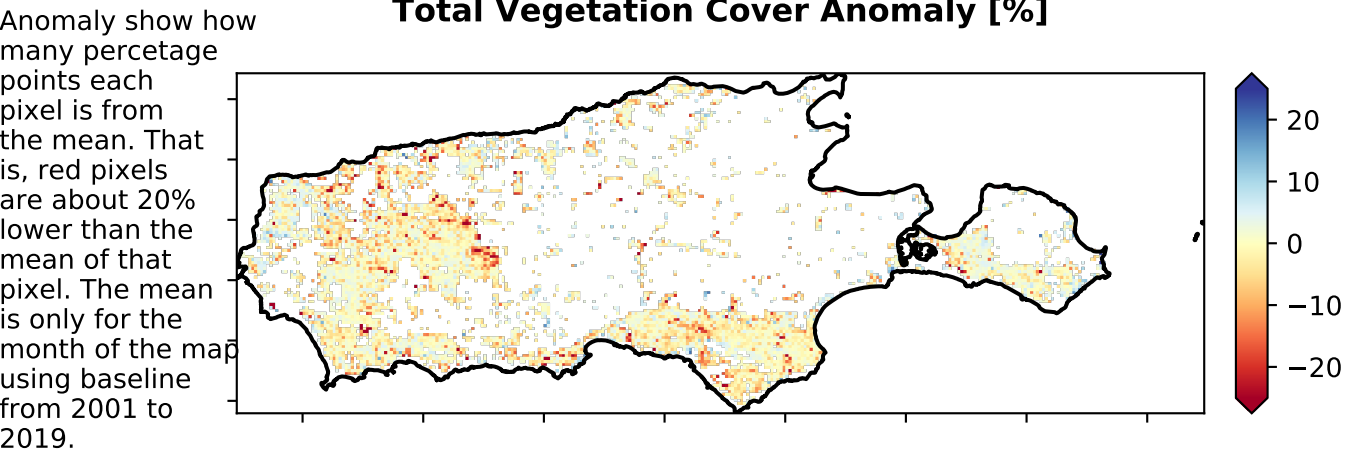 Total Vegetation Cover Anomaly [%]
Anomaly show how
many percetage
points each
pixel is from
the mean. That
is, red pixels
are about 20%
lower than the
mean of that
pixel. The mean
is only for the
month of the map
using baseline
from 2001 to
2019.
20
10
0
−10
−20